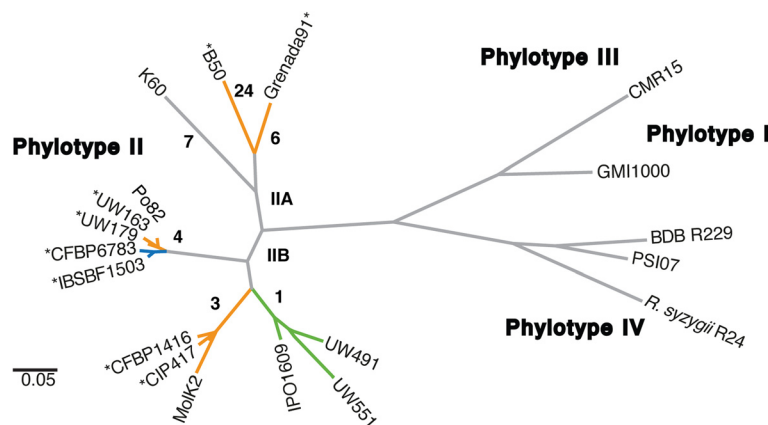 Phylotype III
CMR15
Phylotype I
GMI1000
*B50
Grenada91*
24
6
K60
7
Phylotype II
IIA
Po82
*UW163
*UW179
*CFBP6783
*IBSBF1503
4
IIB
BDB R229
PSI07
R. syzygii R24
Phylotype IV
3
1
*CFBP1416
*CIP417
MolK2
IPO1609
UW491
UW551
0.05